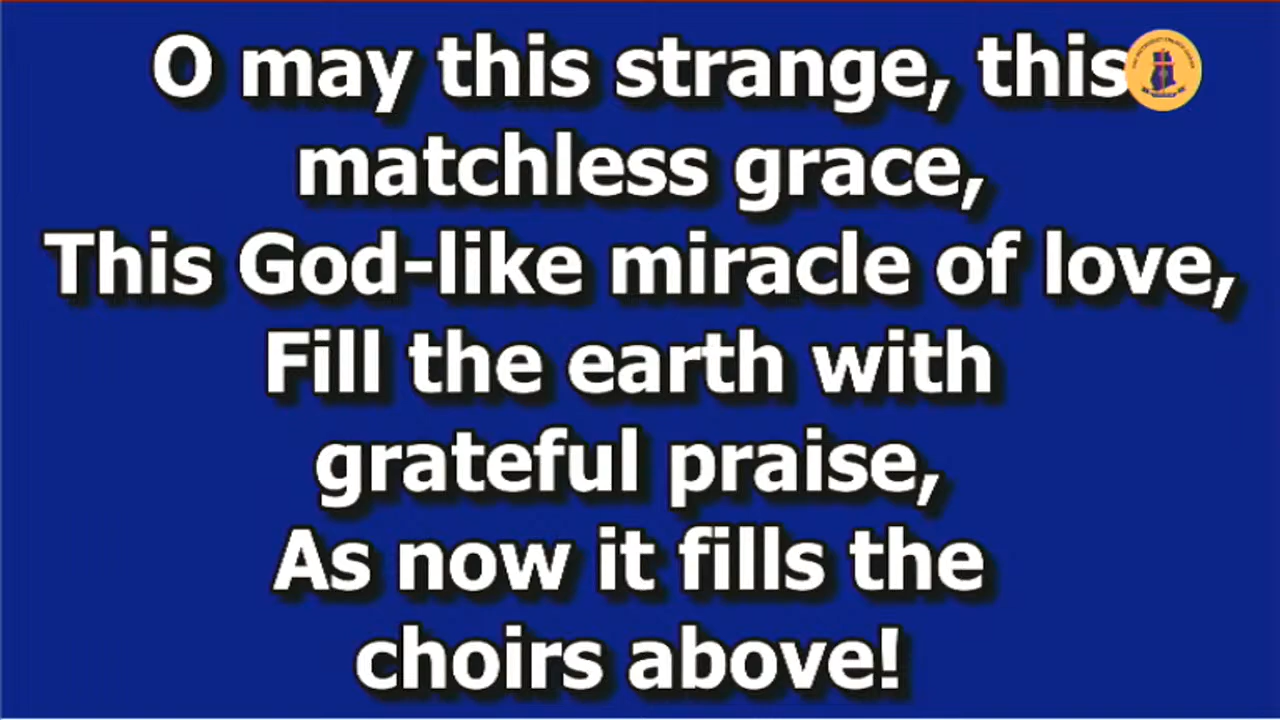 O may this strange, this
matchless grace,
This God-like miracle of love,
Fill the earth with
grateful praise,
As now it fills the
choirs above!